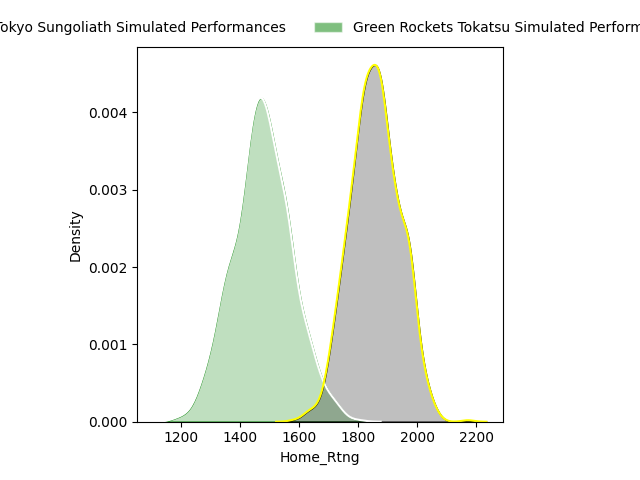 Tokyo Sungoliath Simulated Performances Green Rockets Tokatsu Simulated Perform
0.004
0.003
0.002
0.001
0.000
Density
1200 1400 1600 1800 2000 2200
Home_Rtng